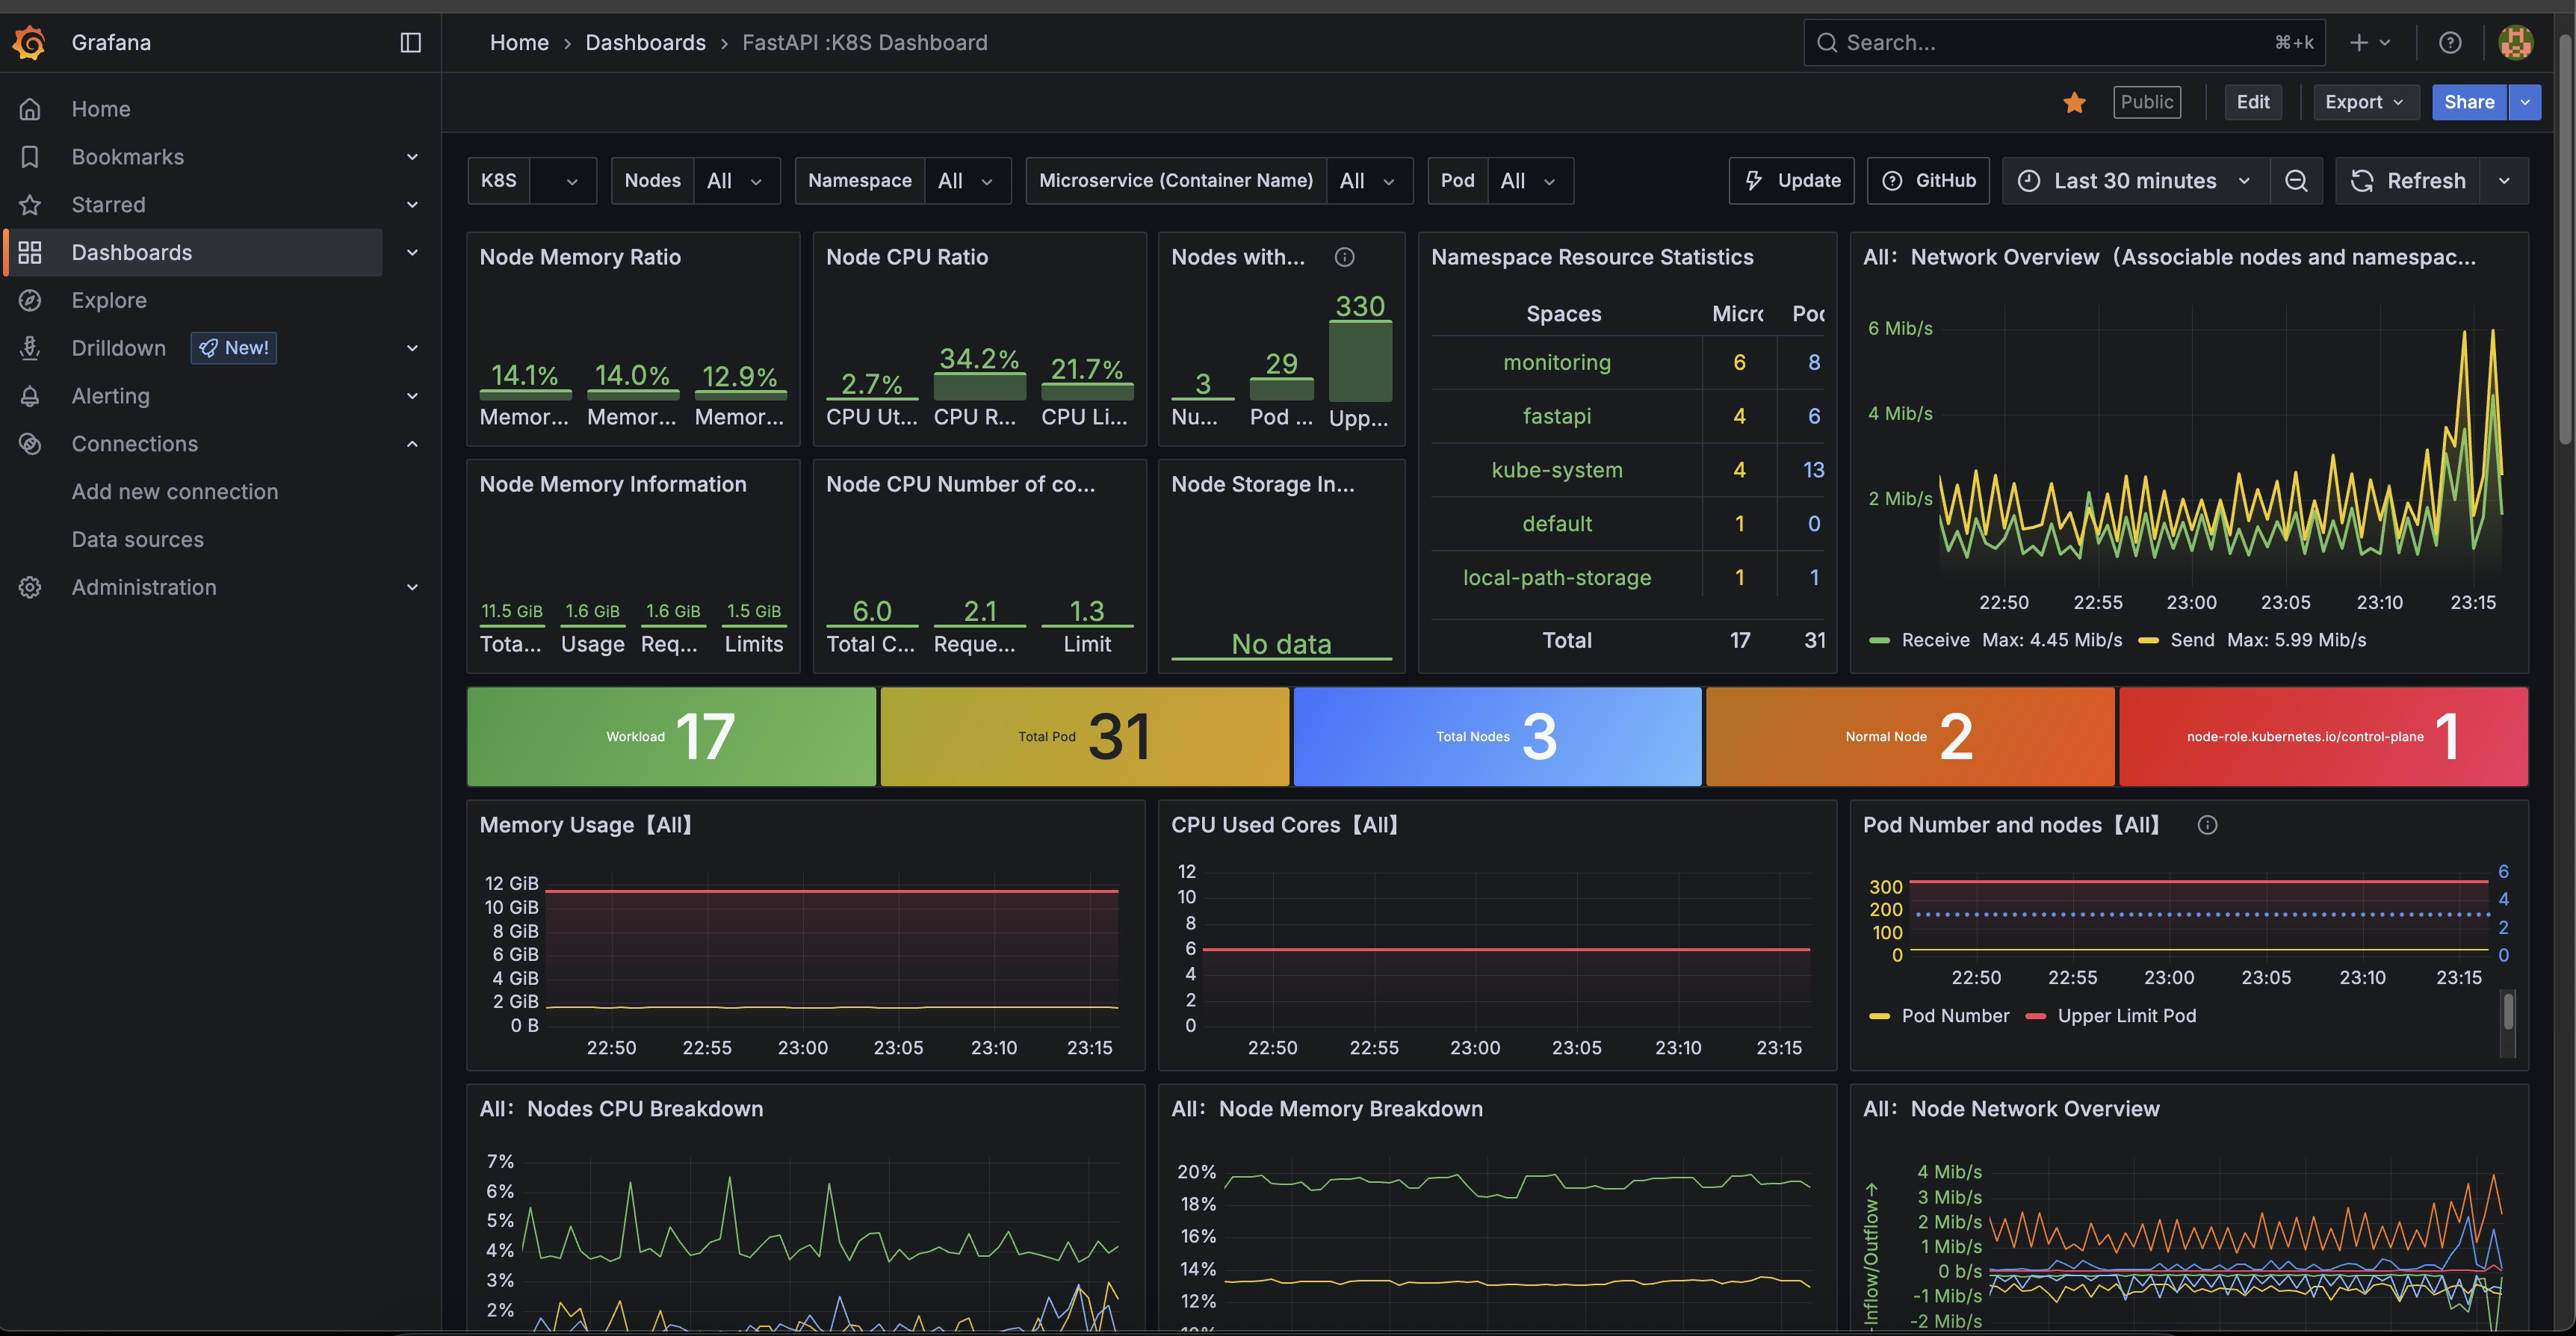 Grafana
Home › Dashboards › FastAPI :K8S Dashboard
Search...
⌘+k
Home
Bookmarks
Starred
Dashboards
Explore
Drilldown New!
Alerting
Connections
Add new connection
Data sources
Administration
Public
Edit
Export
Share
K8S
Nodes All
Namespace All
Microservice (Container Name) All
Pod All
Update
GitHub
Last 30 minutes
Refresh
Node Memory Ratio
14.1% 14.0% 12.9%
Memor... Memor... Memor...
Node CPU Ratio
2.7% 34.2% 21.7%
CPU Ut... CPU R... CPU Li...
Nodes with...
3 29 330
Nu... Pod ... Upp...
Namespace Resource Statistics
Spaces Micro Pod
monitoring 6 8
fastapi 4 6
kube-system 4 13
default 1 0
local-path-storage 1 1
Total 17 31
All：Network Overview（Associable nodes and namespac...
6 Mib/s
4 Mib/s
2 Mib/s
22:50 22:55 23:00 23:05 23:10 23:15
Receive Max: 4.45 Mib/s Send Max: 5.99 Mib/s
Node Memory Information
11.5 GiB 1.6 GiB 1.6 GiB 1.5 GiB
Tota... Usage Req... Limits
Node CPU Number of co...
6.0 2.1 1.3
Total C... Reque... Limit
Node Storage In...
No data
Workload 17
Total Pod 31
Total Nodes 3
Normal Node 2
node-role.kubernetes.io/control-plane 1
Memory Usage【All】
12 GiB
10 GiB
8 GiB
6 GiB
4 GiB
2 GiB
0 B
22:50 22:55 23:00 23:05 23:10 23:15
CPU Used Cores【All】
12
10
8
6
4
2
0
22:50 22:55 23:00 23:05 23:10 23:15
Pod Number and nodes【All】
300
200
100
0
6
4
2
0
22:50 22:55 23:00 23:05 23:10 23:15
Pod Number Upper Limit Pod
All：Nodes CPU Breakdown
7%
6%
5%
4%
3%
2%
All：Node Memory Breakdown
20%
18%
16%
14%
12%
All：Node Network Overview
-Inflow/Outflow→
4 Mib/s
3 Mib/s
2 Mib/s
1 Mib/s
0 b/s
-1 Mib/s
-2 Mib/s